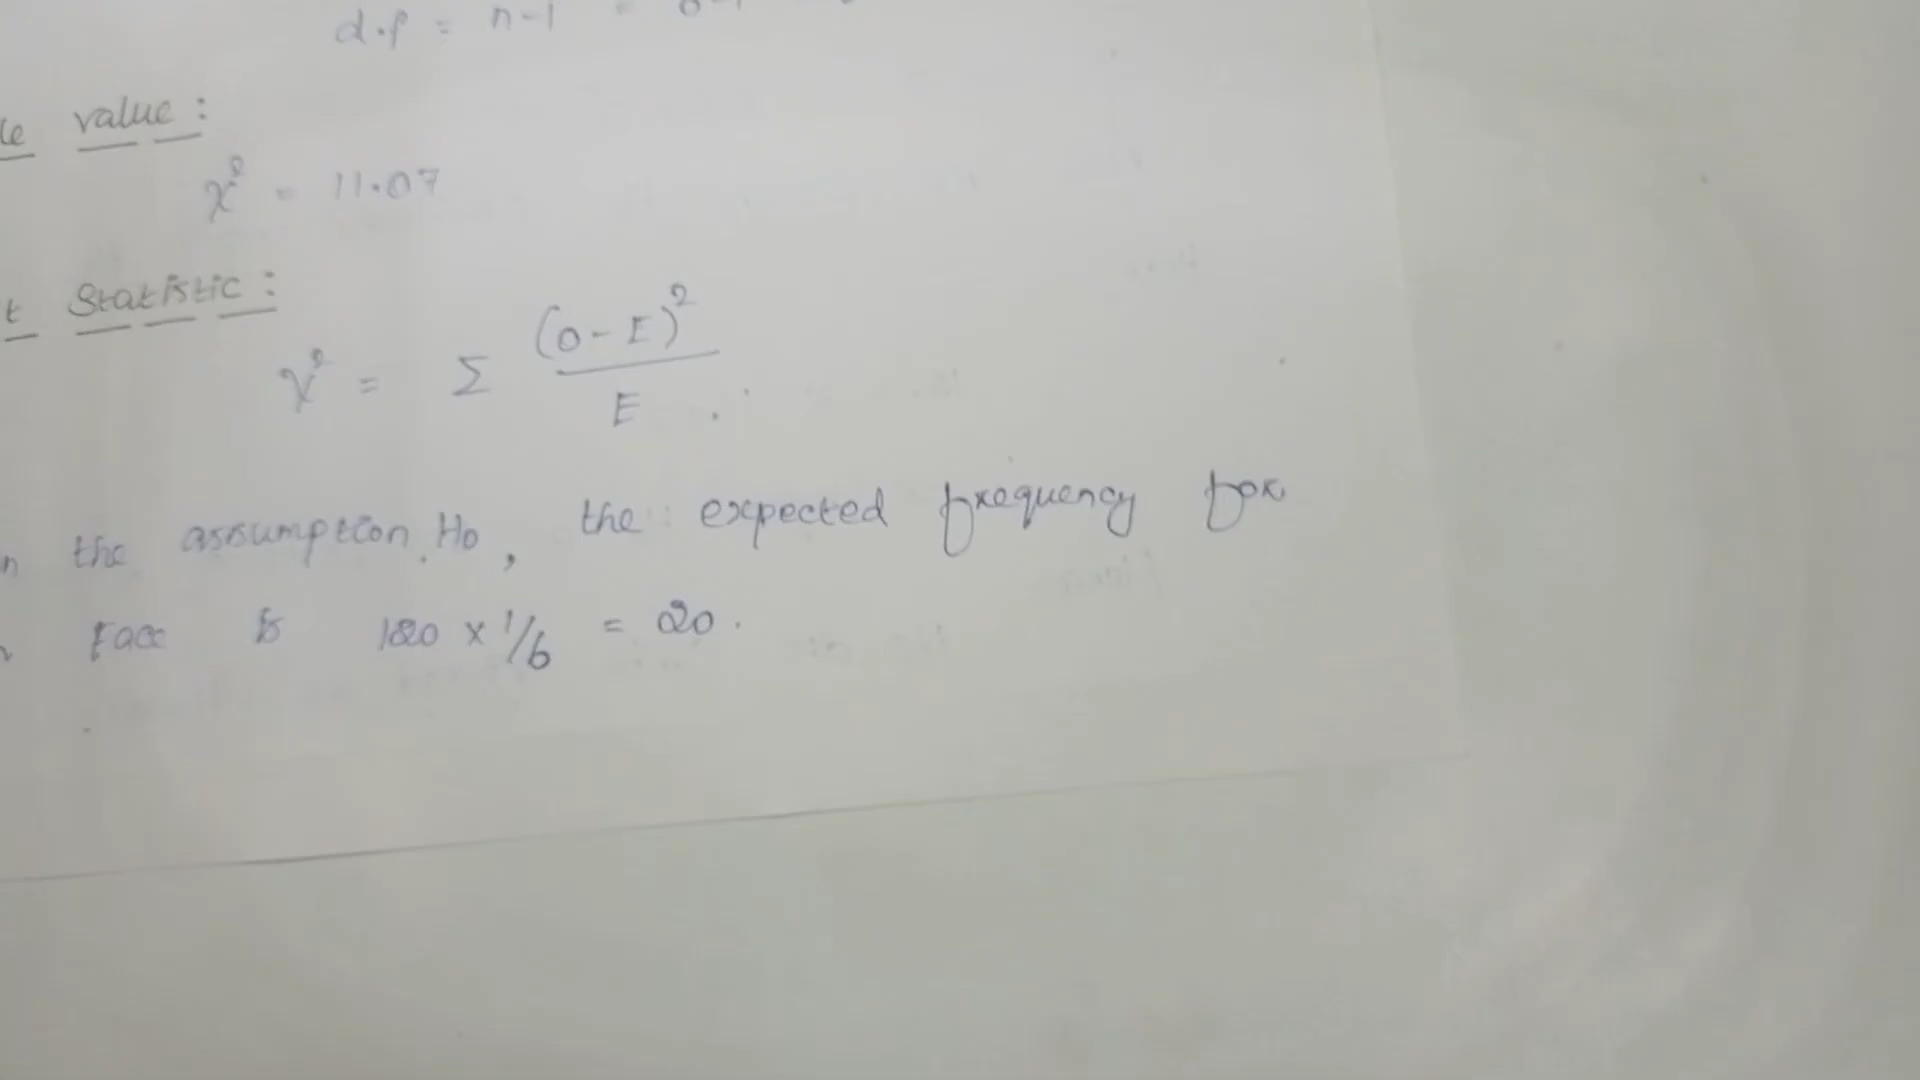 d.f = n-1 =
value :
χ² = 11.07
Statistic :
χ² = Σ (O-E)² / E .
the assumption H0, the expected frequency for
Face is 120 x 1/6 = 20.